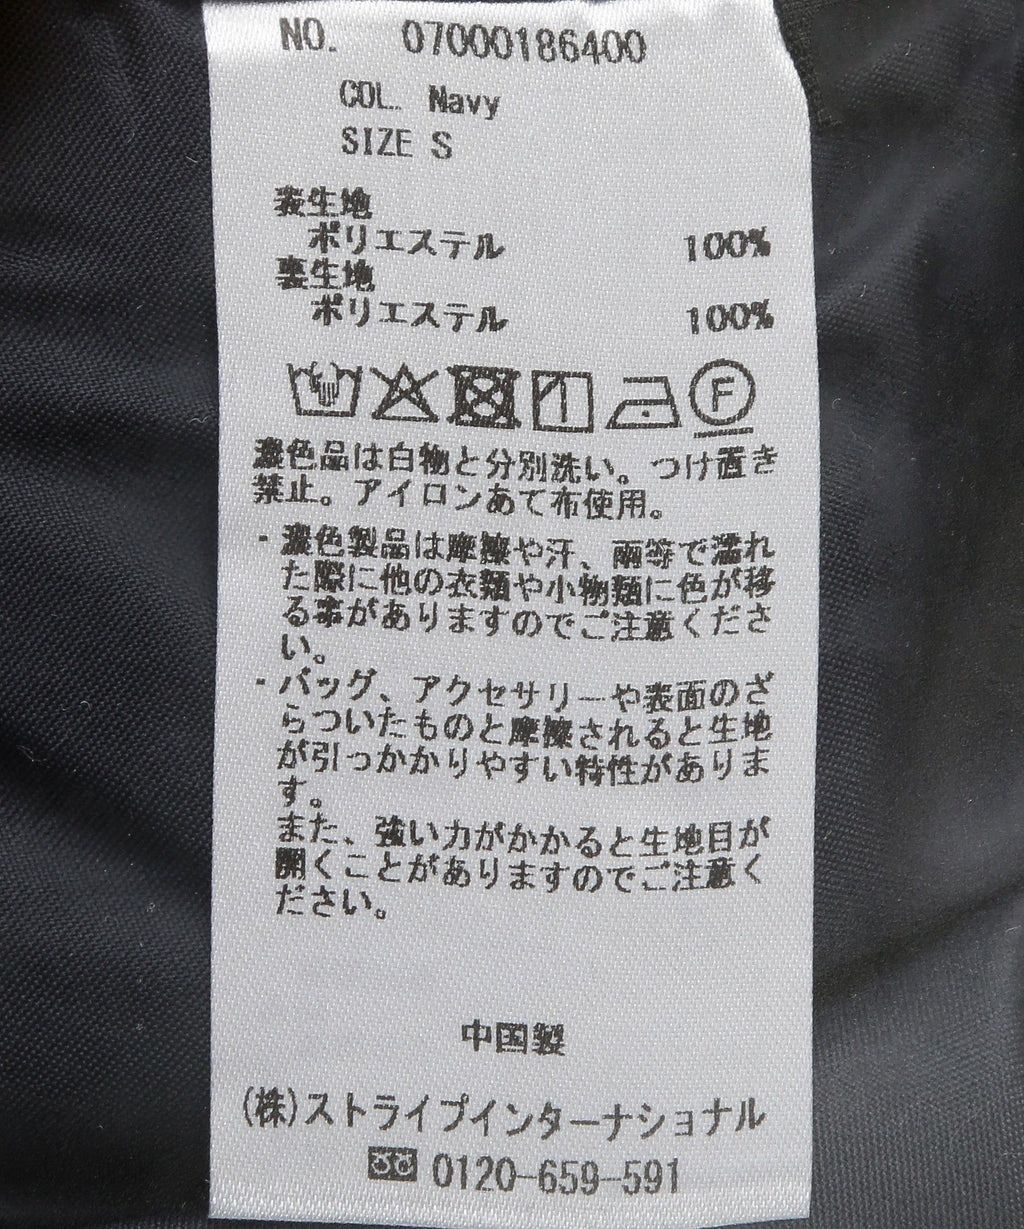 NO. 07000186400
COL. Navy
SIZE S
表生地
ポリエステル 100%
裏生地
ポリエステル 100%
F
濃色品は白物と分別洗い。つけ置き
禁止。アイロンあて布使用。
・濃色製品は摩擦や汗、雨等で濡れ
た際に他の衣類や小物類に色が移
る事がありますのでご注意くださ
い。
・バッグ、アクセサリーや表面のざ
らついたものと摩擦されると生地
が引っかかりやすい特性がありま
す。
また、強い力がかかると生地目が
開くことがありますのでご注意く
ださい。
中国製
(株)ストライプインターナショナル
0120-659-591